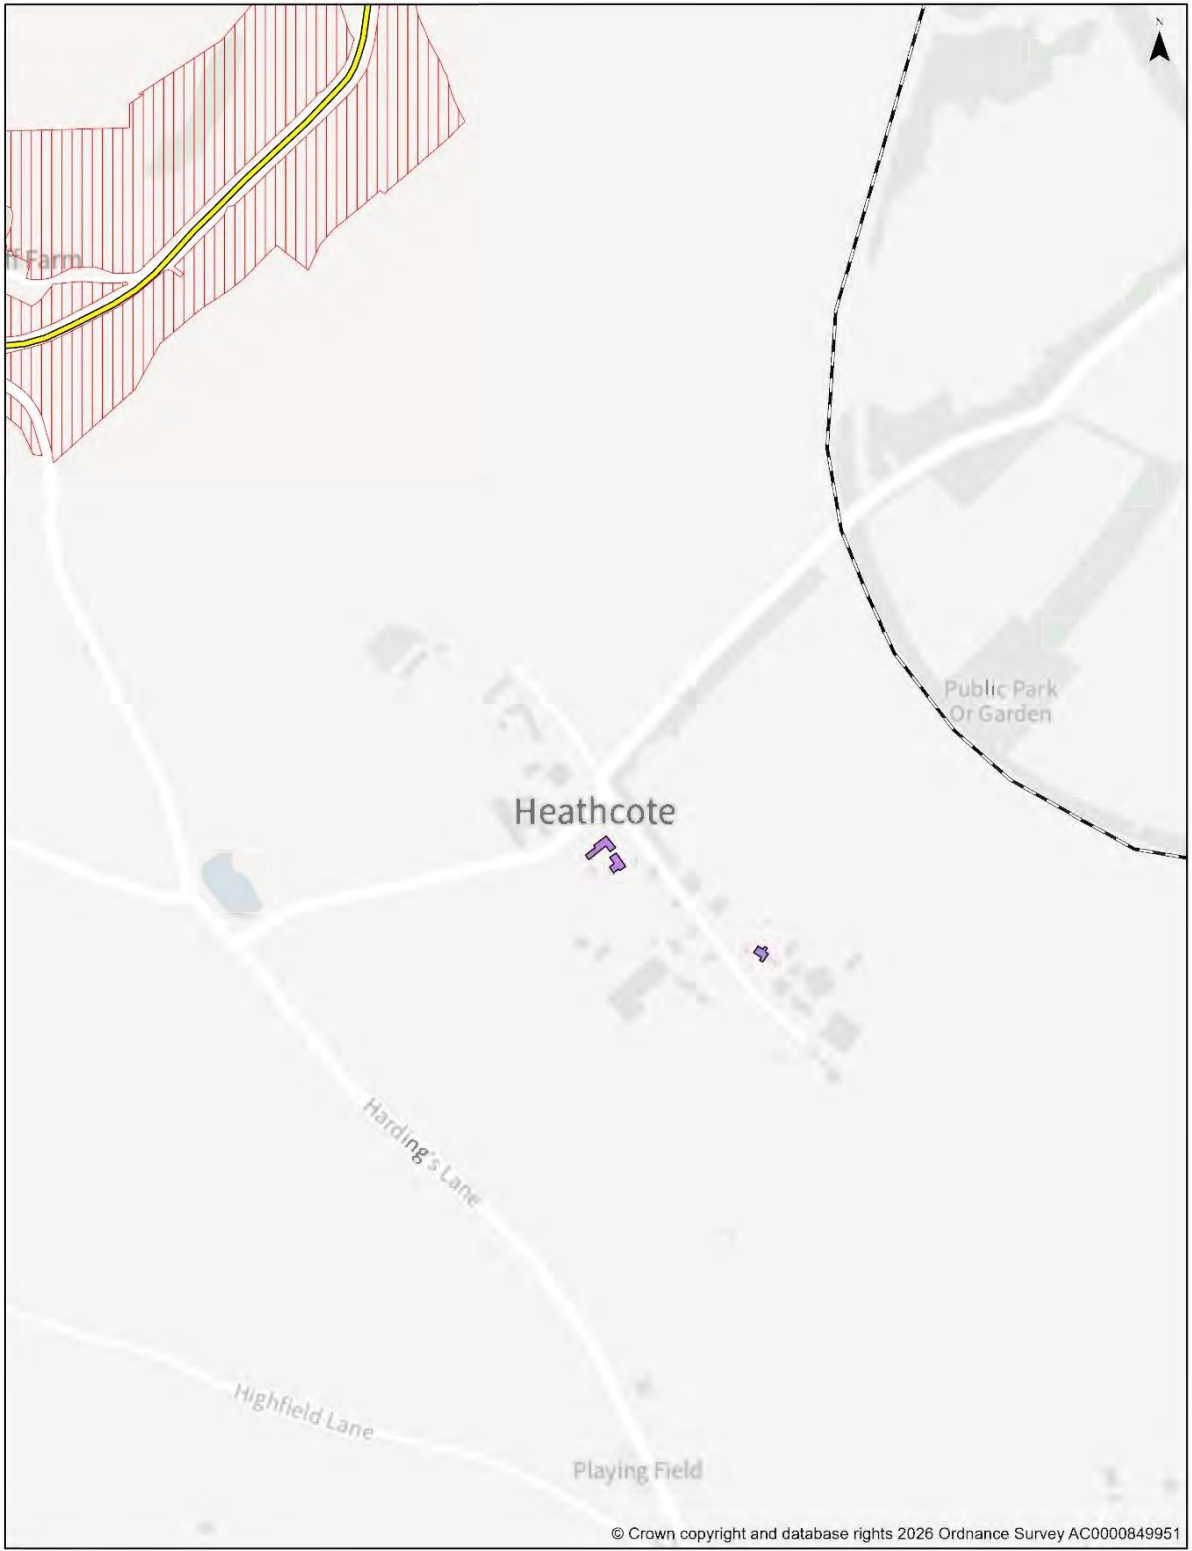 N
Farm
Public Park
Or Garden
Heathcote
Harding's Lane
Highfield Lane
Playing Field
© Crown copyright and database rights 2026 Ordnance Survey AC0000849951